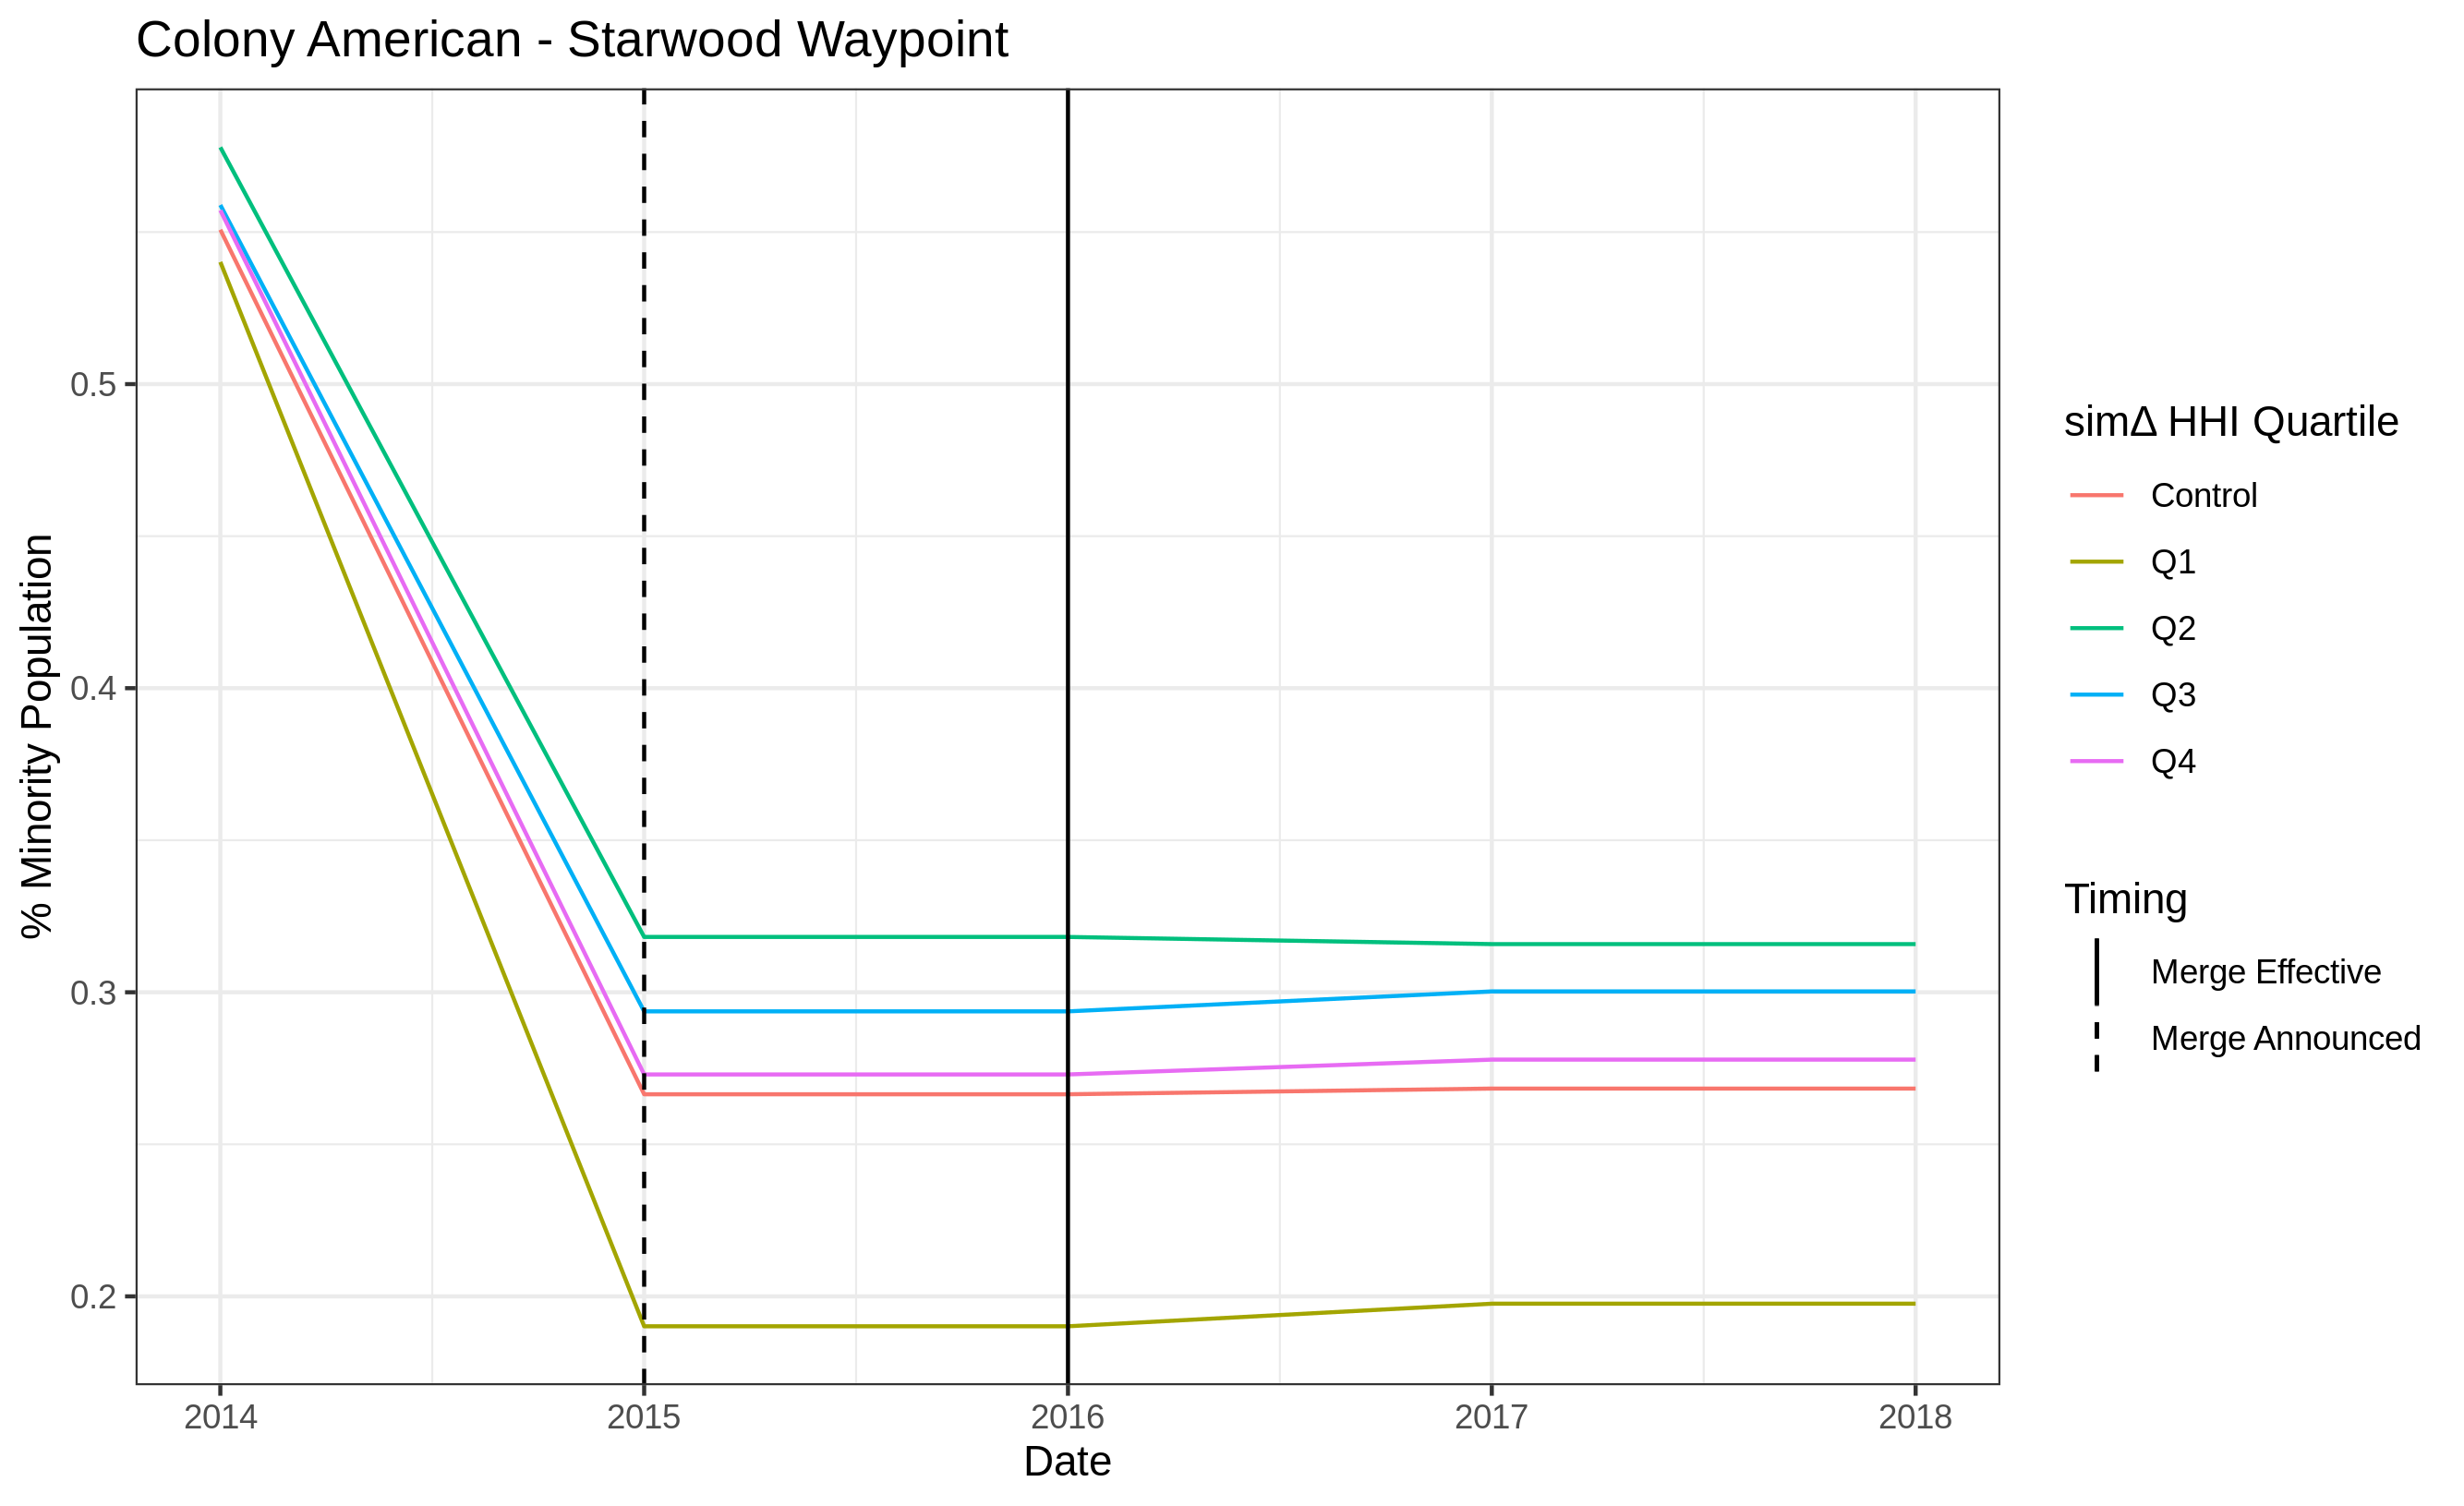 Colony American - Starwood Waypoint
% Minority Population
0.5
0.4
0.3
0.2
2014 2015 2016 2017 2018
Date
simΔ HHI Quartile
Control
Q1
Q2
Q3
Q4
Timing
Merge Effective
Merge Announced